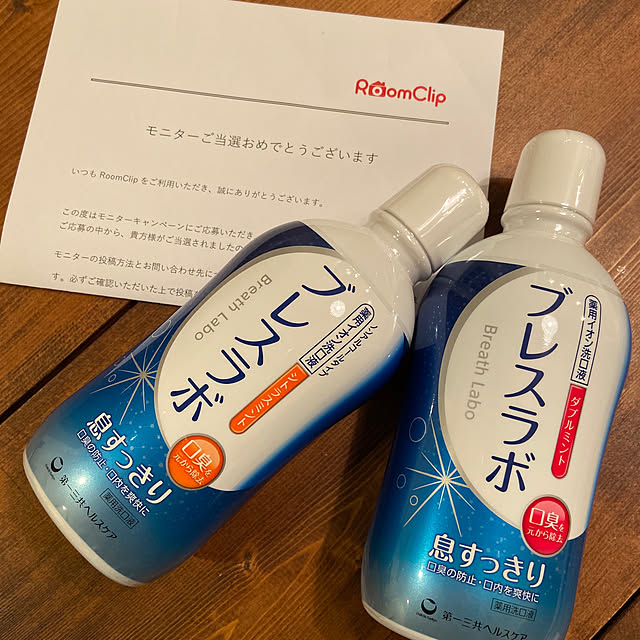 RoomClip
モニターご当選おめでとうございます
いつも RoomClip をご利用いただき、誠にありがとうございます。
この度はモニターキャンペーンにご応募いただき
ご応募の中から、貴方様がご当選されましたの
モニターの投稿方法とお問い合わせ先に
す。必ずご確認いただいた上で投稿
ブレスラボ
Breath Labo
ノンアルコールタイプ
薬用イオン洗口液
シトラスミント
口臭を
元から除去
息すっきり
口臭の防止・口内を爽快に
薬用洗口液
第一三共ヘルスケア
薬用イオン洗口液
ダブルミント
ブレスラボ
Breath Labo
口臭を
元から除去
息すっきり
口臭の防止・口内を爽快に
薬用洗口液
第一三共ヘルスケア